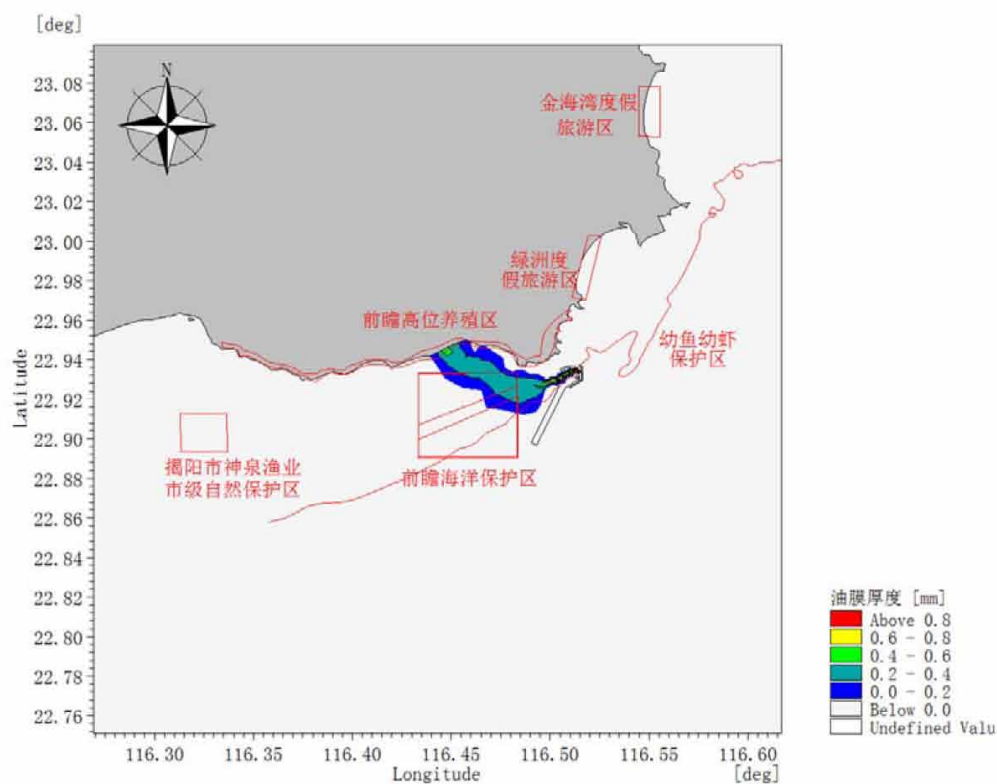 [deg]
23.08
23.06
23.04
23.02
23.00
22.98
22.96
22.94
22.92
22.90
22.88
22.86
22.84
22.82
22.80
22.78
22.76
Latitude
N
金海湾度假
旅游区
绿洲度
假旅游区
前瞻高位养殖区
幼鱼幼虾
保护区
揭阳市神泉渔业
市级自然保护区
前瞻海洋保护区
116.30
116.35
116.40
116.45
116.50
116.55
116.60
Longitude
[deg]
油膜厚度 [mm]
Above 0.8
0.6 - 0.8
0.4 - 0.6
0.2 - 0.4
0.0 - 0.2
Below 0.0
Undefined Valu